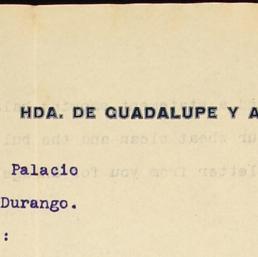 HDA. DE GUADALUPE Y A
Palacio
Durango.
: